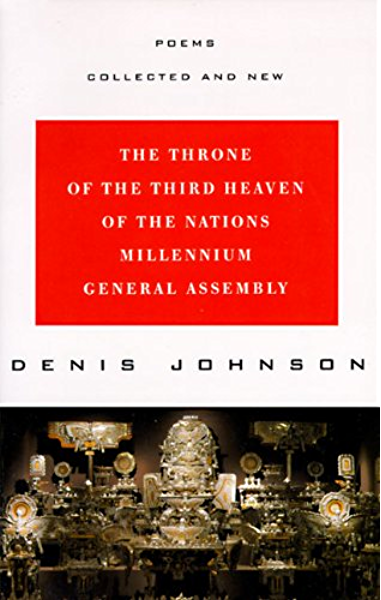 POEMS
COLLECTED AND NEW
THE THRONE
OF THE THIRD HEAVEN
OF THE NATIONS
MILLENNIUM
GENERAL ASSEMBLY
DENIS JOHNSON